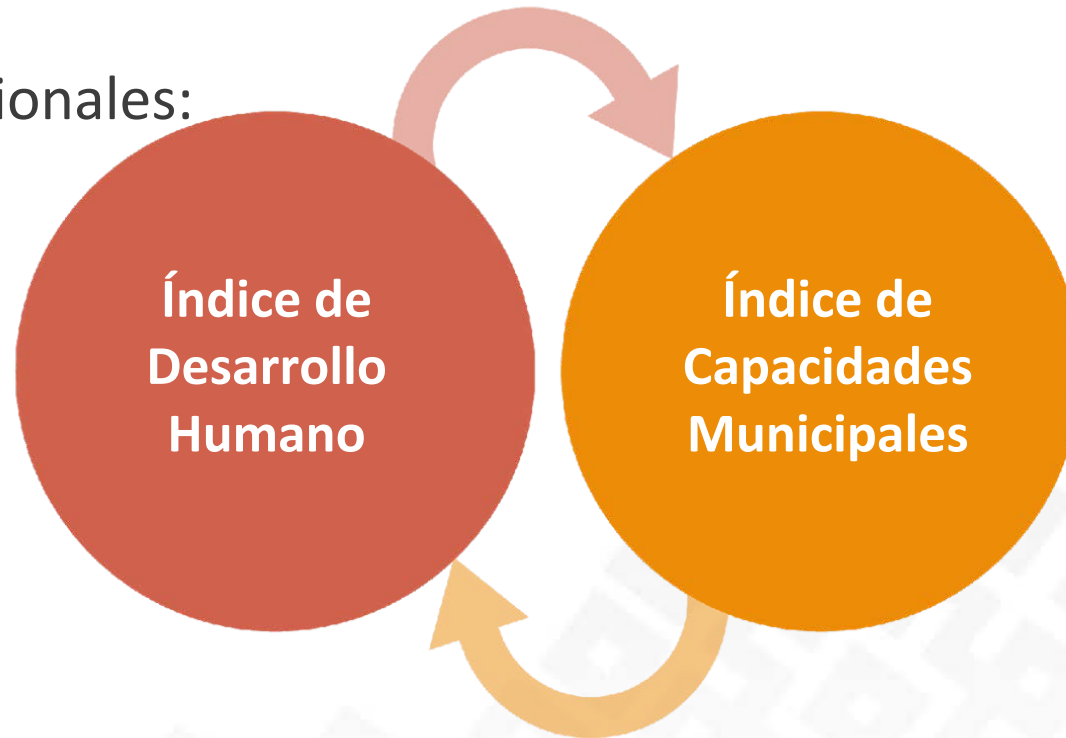 ionales:
Índice de
Desarrollo
Humano
Índice de
Capacidades
Municipales